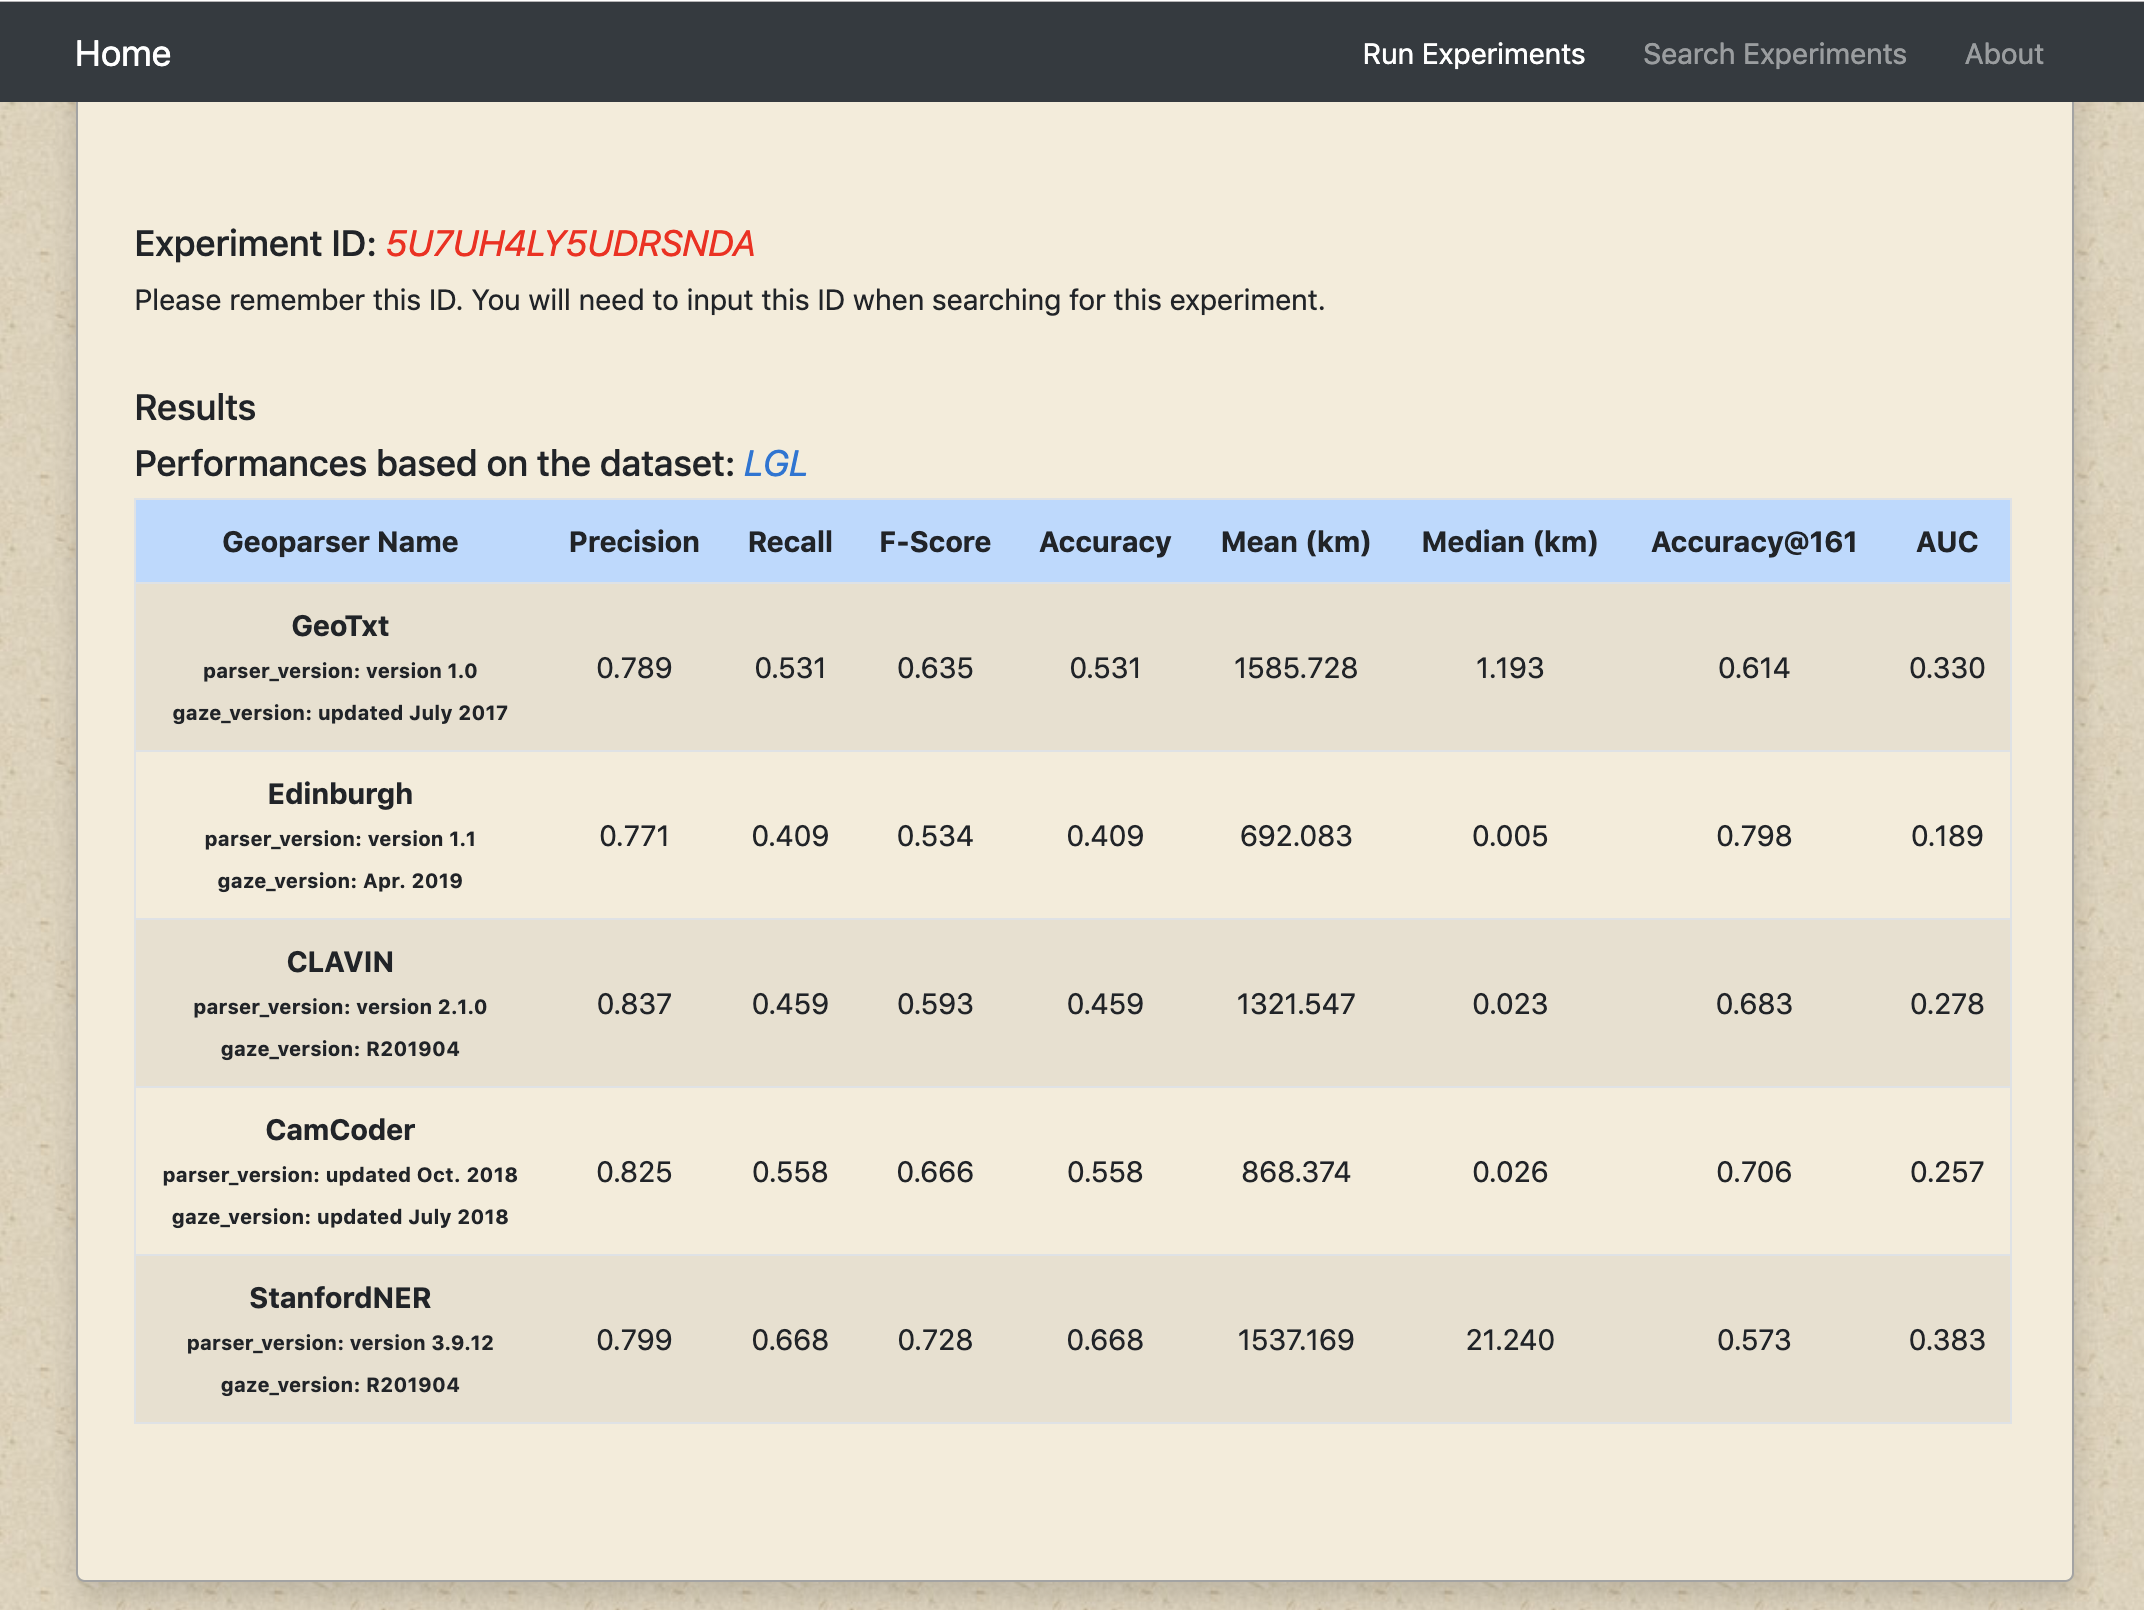 Home Run Experiments Search Experiments About
Experiment ID: 5U7UH4LY5UDRSNDA
Please remember this ID. You will need to input this ID when searching for this experiment.
Results
Performances based on the dataset: LGL
Geoparser Name Precision Recall F-Score Accuracy Mean (km) Median (km) Accuracy@161 AUC
GeoTxt
parser_version: version 1.0
gaze_version: updated July 2017
0.789 0.531 0.635 0.531 1585.728 1.193 0.614 0.330
Edinburgh
parser_version: version 1.1
gaze_version: Apr. 2019
0.771 0.409 0.534 0.409 692.083 0.005 0.798 0.189
CLAVIN
parser_version: version 2.1.0
gaze_version: R201904
0.837 0.459 0.593 0.459 1321.547 0.023 0.683 0.278
CamCoder
parser_version: updated Oct. 2018
gaze_version: updated July 2018
0.825 0.558 0.666 0.558 868.374 0.026 0.706 0.257
StanfordNER
parser_version: version 3.9.12
gaze_version: R201904
0.799 0.668 0.728 0.668 1537.169 21.240 0.573 0.383